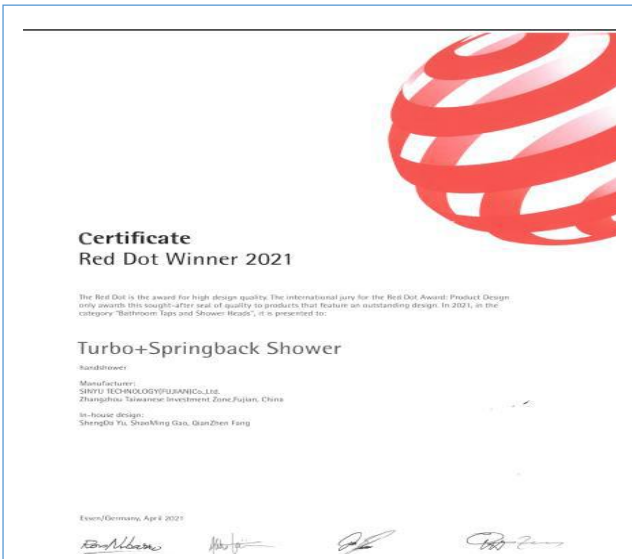 Certificate
Red Dot Winner 2021
The Red Dot is the award for high design quality. The international jury for the Red Dot Award: Product Design
only awards this sought-after seal of quality to products that feature an outstanding design. In 2021, in the
category "Bathroom Taps and Shower Heads", it is presented to:
Turbo+Springback Shower
handshower
Manufacturer:
SINYU TECHNOLOGY(FUJIAN)Co.,Ltd.
Zhangzhou Taiwanese Investment Zone,Fujian, China
In-house design:
ShengDa Yu, ShaoMing Gao, QianZhen Fang
Essen/Germany, April 2021